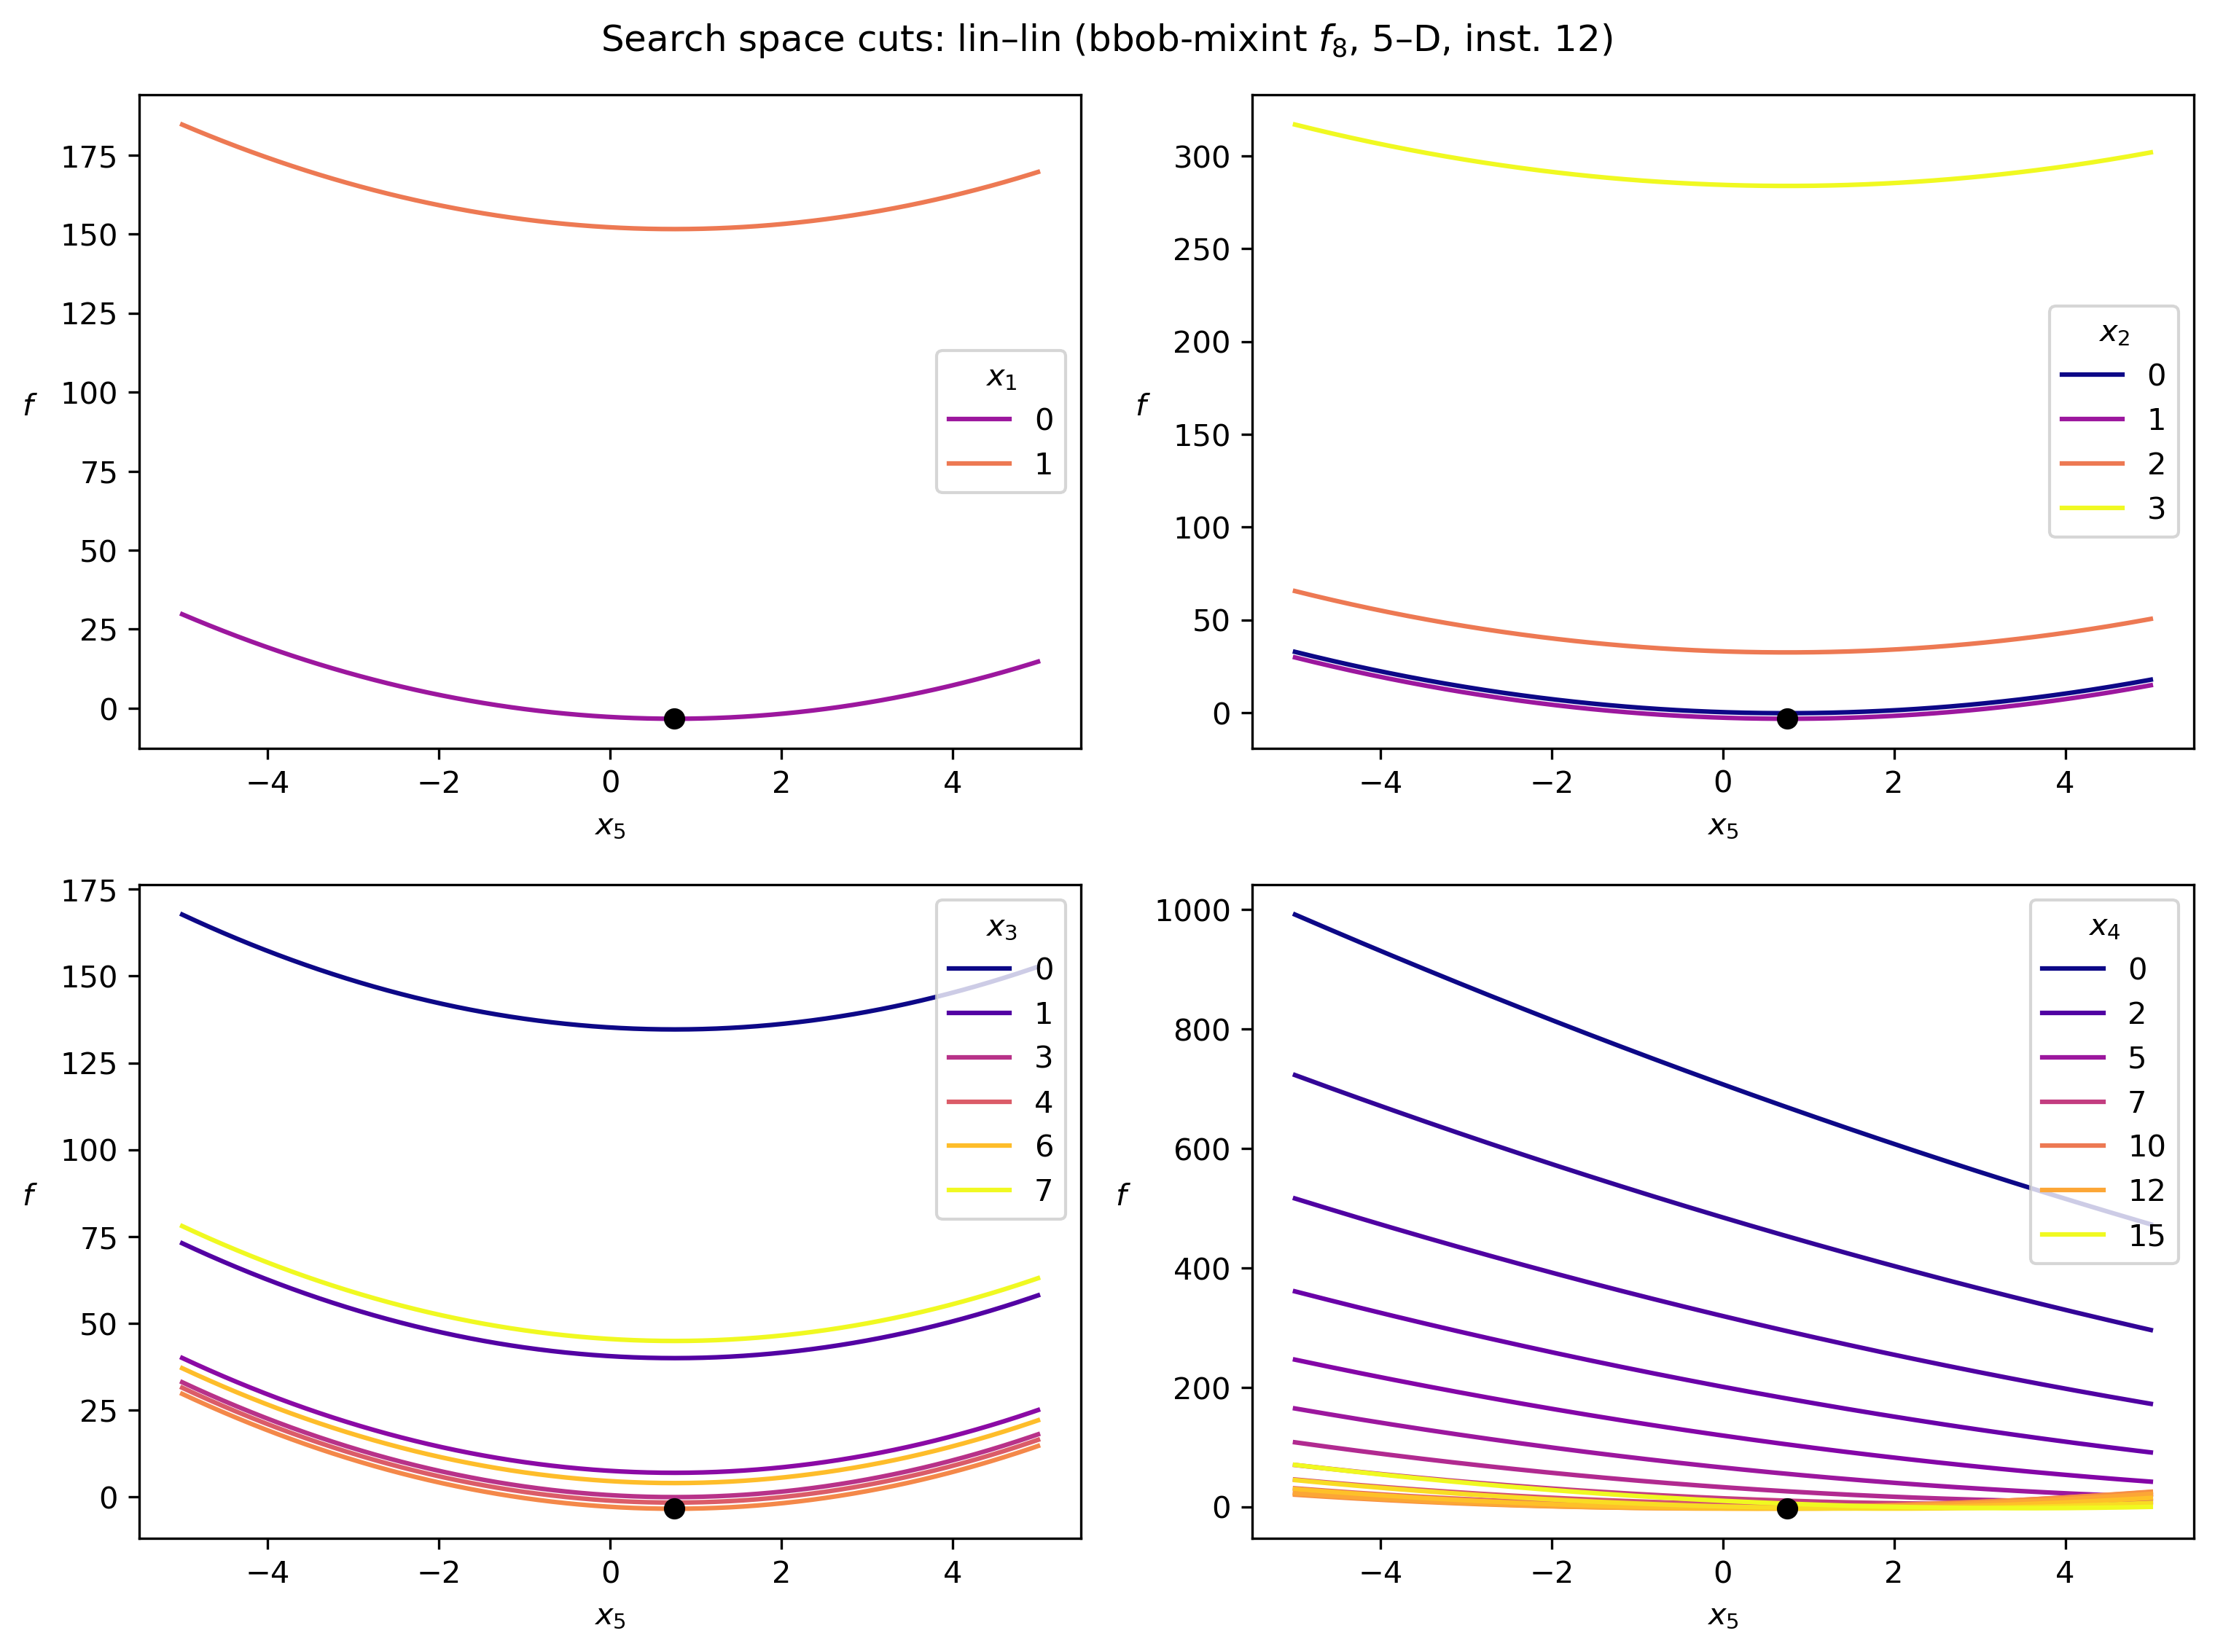 Search space cuts: lin–lin (bbob-mixint f₈, 5–D, inst. 12)
175
150
125
100
75
50
25
0
f
−4 −2 0 2 4
x₅
x₁
0
1
300
250
200
150
100
50
0
f
−4 −2 0 2 4
x₅
x₂
0
1
2
3
175
150
125
100
75
50
25
0
f
−4 −2 0 2 4
x₅
x₃
0
1
3
4
6
7
1000
800
600
400
200
0
f
−4 −2 0 2 4
x₅
x₄
0
2
5
7
10
12
15